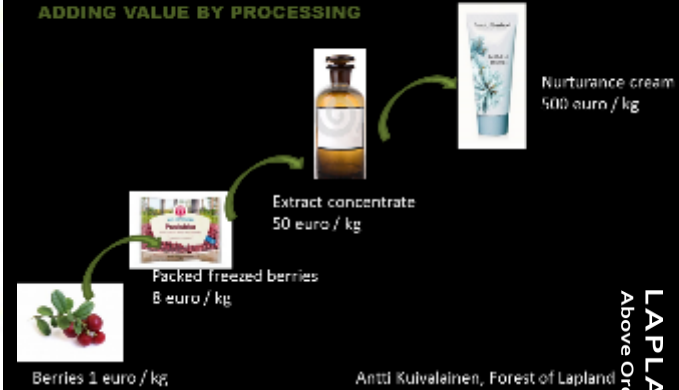 ADDING VALUE BY PROCESSING
Nurturance cream
500 euro / kg
Extract concentrate
50 euro / kg
Packed freezed berries
8 euro / kg
Berries 1 euro / kg
Antti Kuivalainen, Forest of Lapland
LAPLA
Above Or